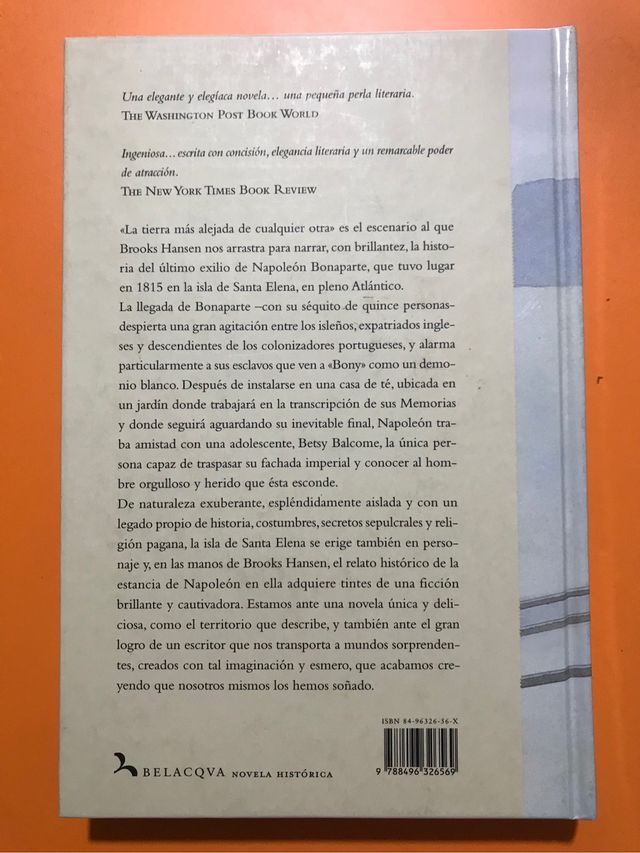 Una elegante y elegíaca novela... una pequeña perla literaria.
THE WASHINGTON POST BOOK WORLD
Ingeniosa... escrita con concisión, elegancia literaria y un remarcable poder
de atracción.
THE NEW YORK TIMES BOOK REVIEW
«La tierra más alejada de cualquier otra» es el escenario al que
Brooks Hansen nos arrastra para narrar, con brillantez, la histo-
ria del último exilio de Napoleón Bonaparte, que tuvo lugar
en 1815 en la isla de Santa Elena, en pleno Atlántico.
La llegada de Bonaparte –con su séquito de quince personas-
despierta una gran agitación entre los isleños, expatriados ingle-
ses y descendientes de los colonizadores portugueses, y alarma
particularmente a sus esclavos que ven a «Bony» como un demo-
nio blanco. Después de instalarse en una casa de té, ubicada en
un jardín donde trabajará en la transcripción de sus Memorias
y donde seguirá aguardando su inevitable final, Napoleón tra-
ba amistad con una adolescente, Betsy Balcome, la única per-
sona capaz de traspasar su fachada imperial y conocer al hom-
bre orgulloso y herido que ésta esconde.
De naturaleza exuberante, espléndidamente aislada y con un
legado propio de historia, costumbres, secretos sepulcrales y reli-
gión pagana, la isla de Santa Elena se erige también en perso-
naje y, en las manos de Brooks Hansen, el relato histórico de la
estancia de Napoleón en ella adquiere tintes de una ficción
brillante y cautivadora. Estamos ante una novela única y deli-
ciosa, como el territorio que describe, y también ante el gran
logro de un escritor que nos transporta a mundos sorprenden-
tes, creados con tal imaginación y esmero, que acabamos cre-
yendo que nosotros mismos los hemos soñado.
ISBN 84-96326-56-X
9 788496 326569
BELACQVA NOVELA HISTÓRICA